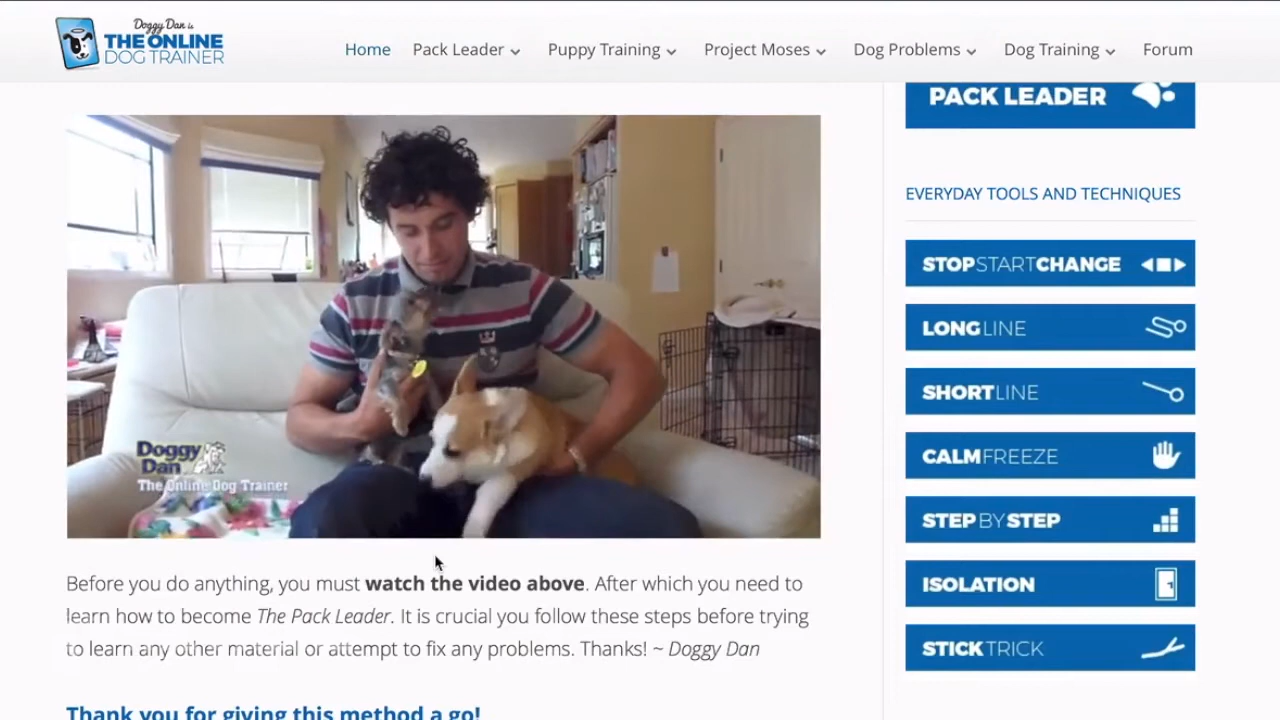 Doggy Dan is
THE ONLINE
DOG TRAINER
Home Pack Leader Puppy Training Project Moses Dog Problems Dog Training Forum
PACK LEADER
EVERYDAY TOOLS AND TECHNIQUES
STOPSTARTCHANGE
LONGLINE
SHORTLINE
CALMFREEZE
STEPBYSTEP
ISOLATION
STICKTRICK
Doggy
Dan
The Online Dog Trainer
Before you do anything, you must watch the video above. After which you need to
learn how to become The Pack Leader. It is crucial you follow these steps before trying
to learn any other material or attempt to fix any problems. Thanks! ~ Doggy Dan
Thank you for giving this method a go!